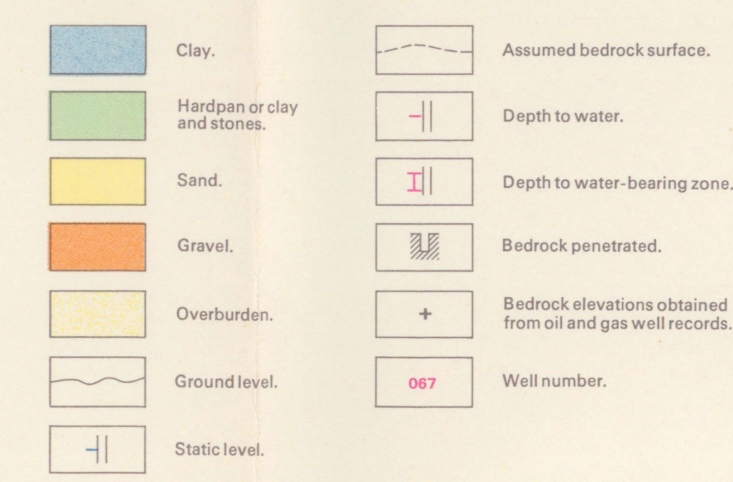 Clay.
Hardpan or clay
and stones.
Sand.
Gravel.
Overburden.
Ground level.
Static level.
Assumed bedrock surface.
Depth to water.
Depth to water-bearing zone.
Bedrock penetrated.
+
Bedrock elevations obtained
from oil and gas well records.
067
Well number.